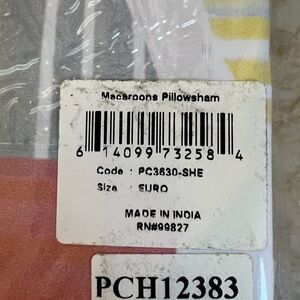 Macaroons Pillowsham
6 14099 73258 4
Code : PC3630-SHE
Size : EURO
MADE IN INDIA
RN#99827
PCH12383